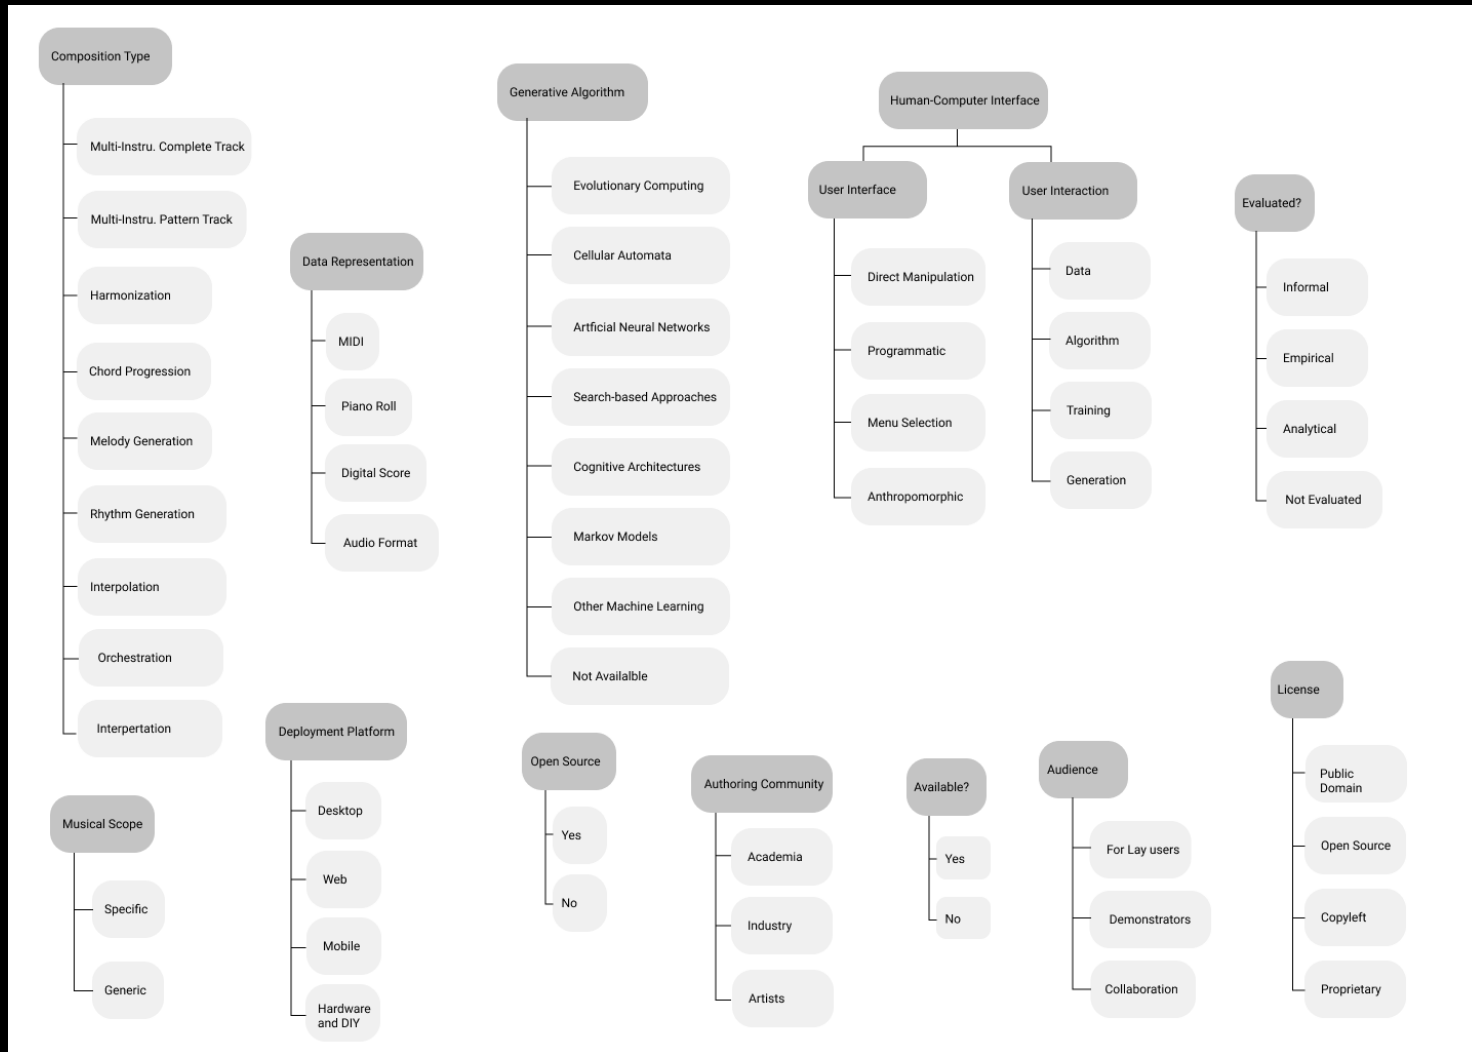 Composition Type
Multi-Instru. Complete Track
Multi-Instru. Pattern Track
Harmonization
Chord Progression
Melody Generation
Rhythm Generation
Interpolation
Orchestration
Interpertation
Data Representation
MIDI
Piano Roll
Digital Score
Audio Format
Generative Algorithm
Evolutionary Computing
Cellular Automata
Artficial Neural Networks
Search-based Approaches
Cognitive Architectures
Markov Models
Other Machine Learning
Not Availalble
Human-Computer Interface
User Interface
Direct Manipulation
Programmatic
Menu Selection
Anthropomorphic
User Interaction
Data
Algorithm
Training
Generation
Evaluated?
Informal
Empirical
Analytical
Not Evaluated
Musical Scope
Specific
Generic
Deployment Platform
Desktop
Web
Mobile
Hardware
and DIY
Open Source
Yes
No
Authoring Community
Academia
Industry
Artists
Available?
Yes
No
Audience
For Lay users
Demonstrators
Collaboration
License
Public
Domain
Open Source
Copyleft
Proprietary